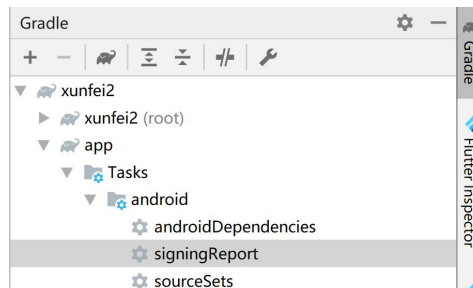 Gradle
xunfei2
xunfei2 (root)
app
Tasks
android
androidDependencies
signingReport
sourceSets
Gradle
Flutter Inspector